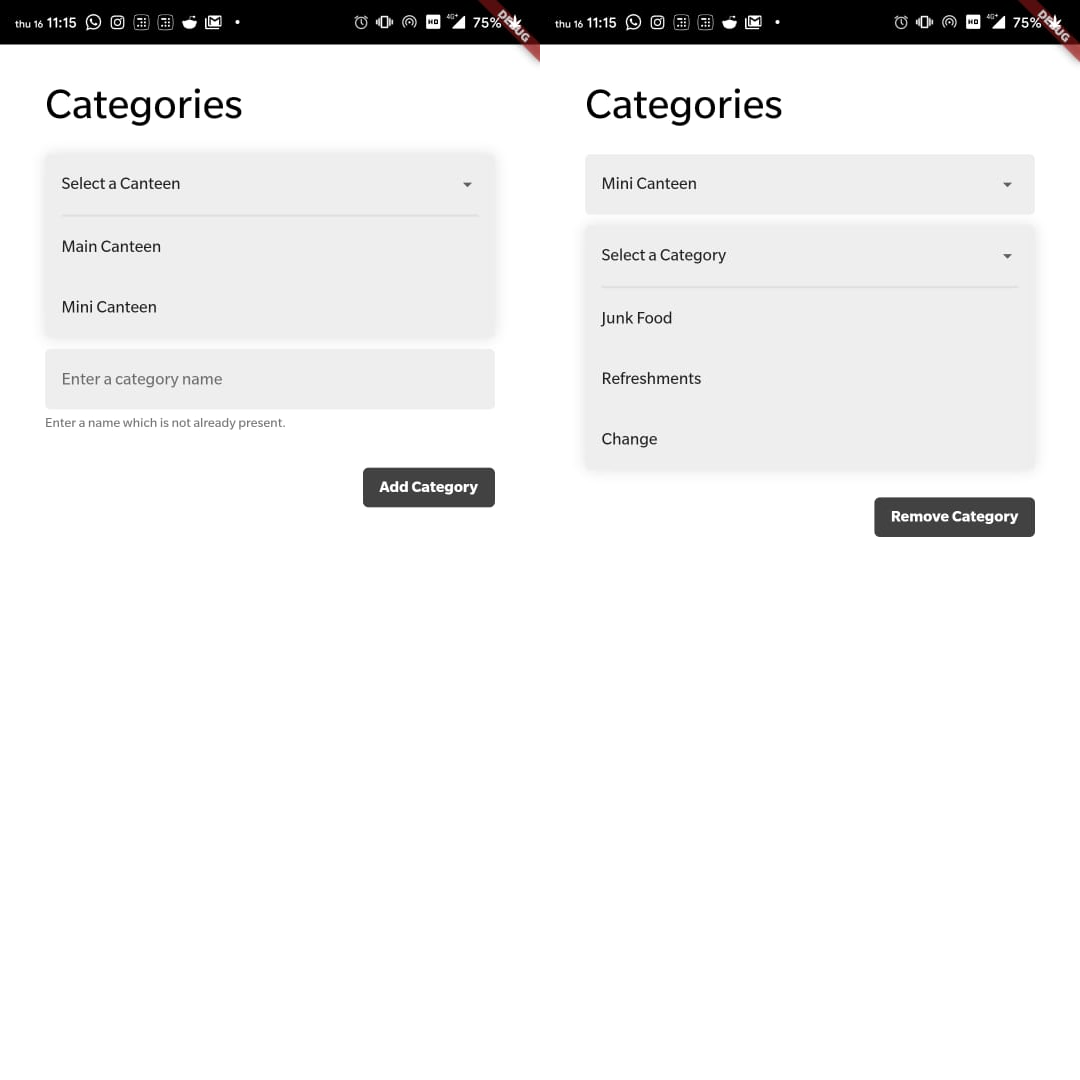 thu 16 11:15 HD 4G+ 75% DEBUG
Categories
Select a Canteen
Main Canteen
Mini Canteen
Enter a category name
Enter a name which is not already present.
Add Category
thu 16 11:15 HD 4G+ 75% DEBUG
Categories
Mini Canteen
Select a Category
Junk Food
Refreshments
Change
Remove Category